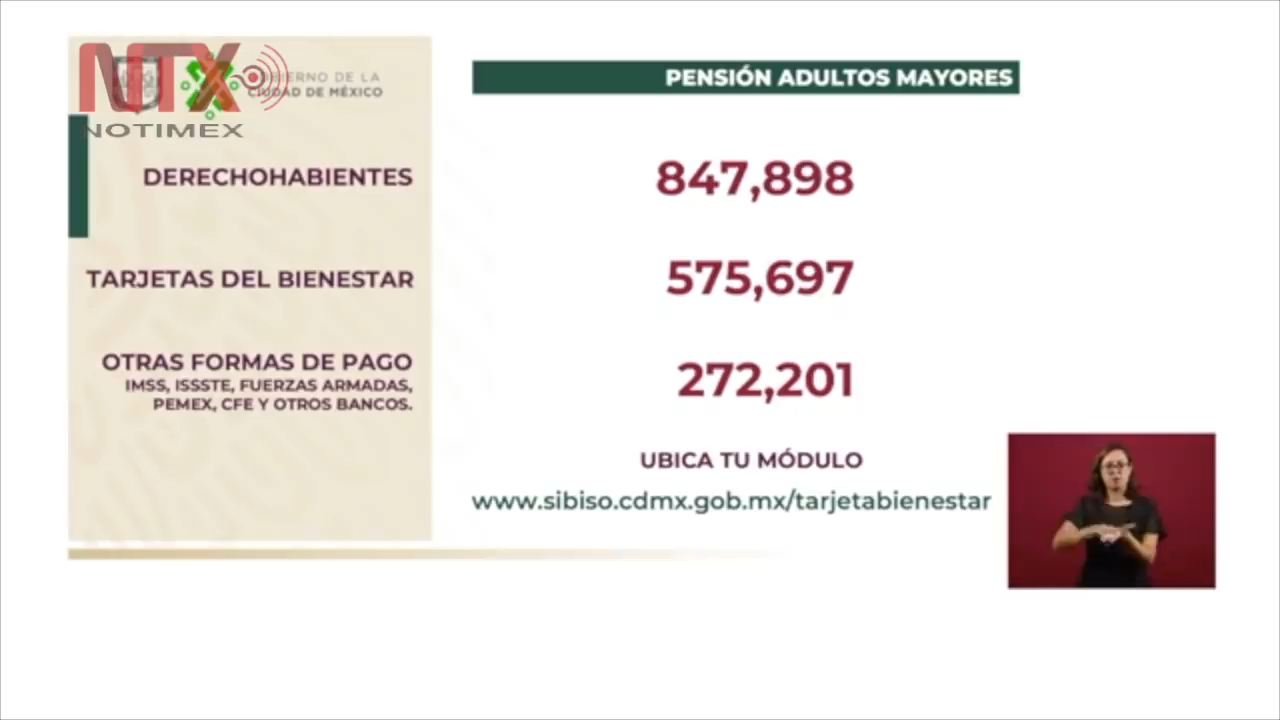 NTX
NOTIMEX
GOBIERNO DE LA
CIUDAD DE MÉXICO
PENSIÓN ADULTOS MAYORES
DERECHOHABIENTES
847,898
TARJETAS DEL BIENESTAR
575,697
OTRAS FORMAS DE PAGO
IMSS, ISSSTE, FUERZAS ARMADAS,
PEMEX, CFE Y OTROS BANCOS.
272,201
UBICA TU MÓDULO
www.sibiso.cdmx.gob.mx/tarjetabienestar